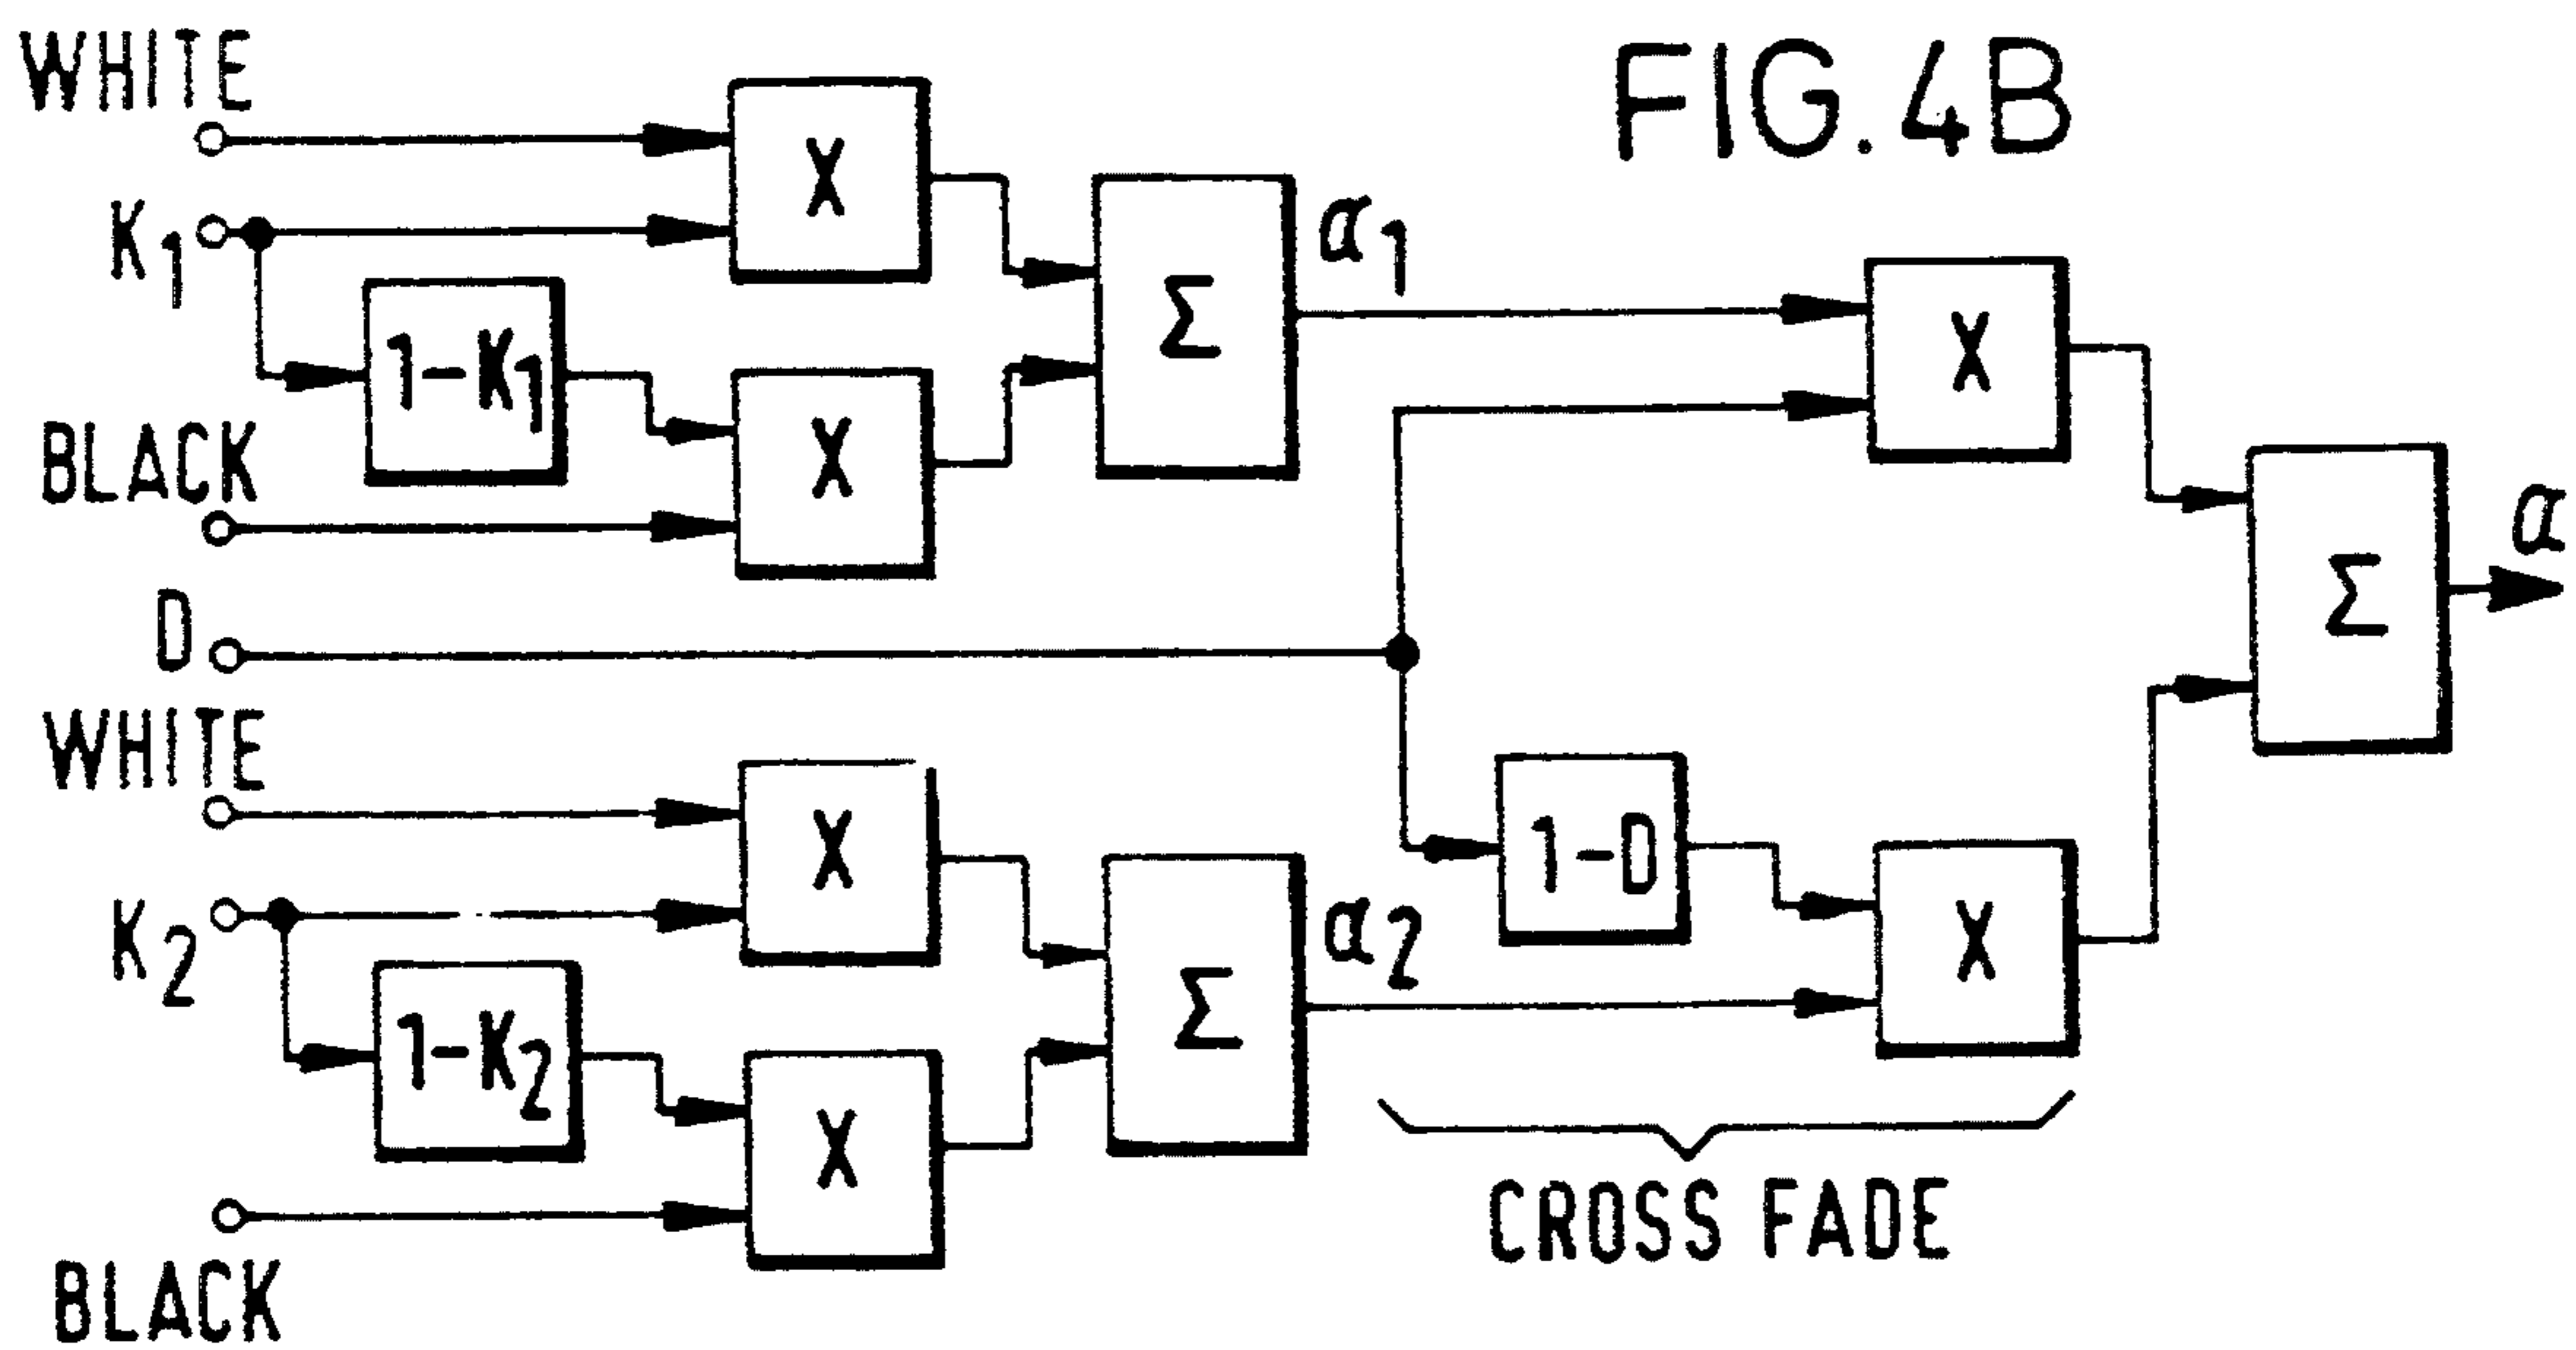 FIG.4B
WHITE
X
K1
α1
Σ
X
1-K1
X
BLACK
α
Σ
D
WHITE
X
1-D
K2
α2
X
Σ
1-K2
X
CROSS FADE
BLACK